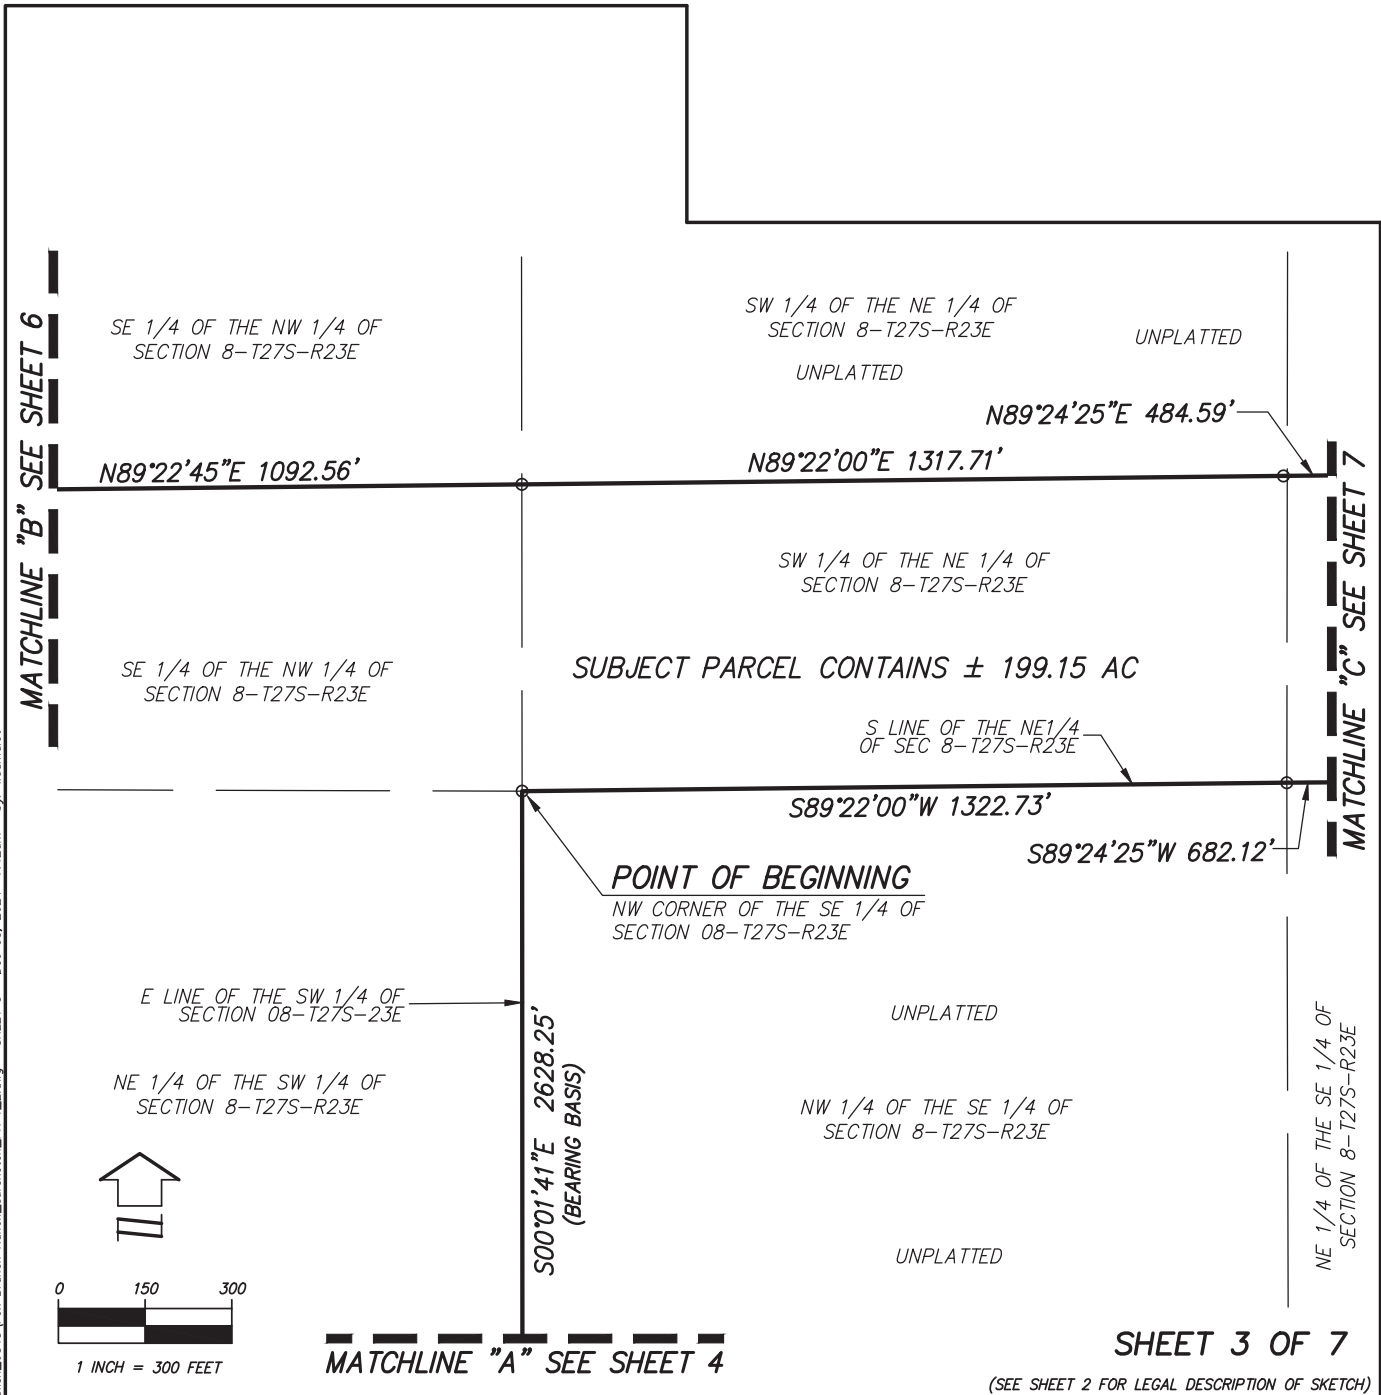 SE 1/4 OF THE NW 1/4 OF
SECTION 8-T27S-R23E
SW 1/4 OF THE NE 1/4 OF
SECTION 8-T27S-R23E
UNPLATTED
UNPLATTED
MATCHLINE "B" SEE SHEET 6
N89°24'25"E 484.59'
N89°22'45"E 1092.56'
N89°22'00"E 1317.71'
MATCHLINE "C" SEE SHEET 7
SW 1/4 OF THE NE 1/4 OF
SECTION 8-T27S-R23E
SE 1/4 OF THE NW 1/4 OF
SECTION 8-T27S-R23E
SUBJECT PARCEL CONTAINS ± 199.15 AC
S LINE OF THE NE1/4
OF SEC 8-T27S-R23E
S89°22'00"W 1322.73'
S89°24'25"W 682.12'
POINT OF BEGINNING
NW CORNER OF THE SE 1/4 OF
SECTION 08-T27S-R23E
E LINE OF THE SW 1/4 OF
SECTION 08-T27S-23E
UNPLATTED
S00°01'41"E 2628.25'
(BEARING BASIS)
NE 1/4 OF THE SW 1/4 OF
SECTION 8-T27S-R23E
NW 1/4 OF THE SE 1/4 OF
SECTION 8-T27S-R23E
NE 1/4 OF THE SE 1/4 OF
SECTION 8-T27S-R23E
UNPLATTED
0 150 300
1 INCH = 300 FEET
MATCHLINE "A" SEE SHEET 4
SHEET 3 OF 7
(SEE SHEET 2 FOR LEGAL DESCRIPTION OF SKETCH)